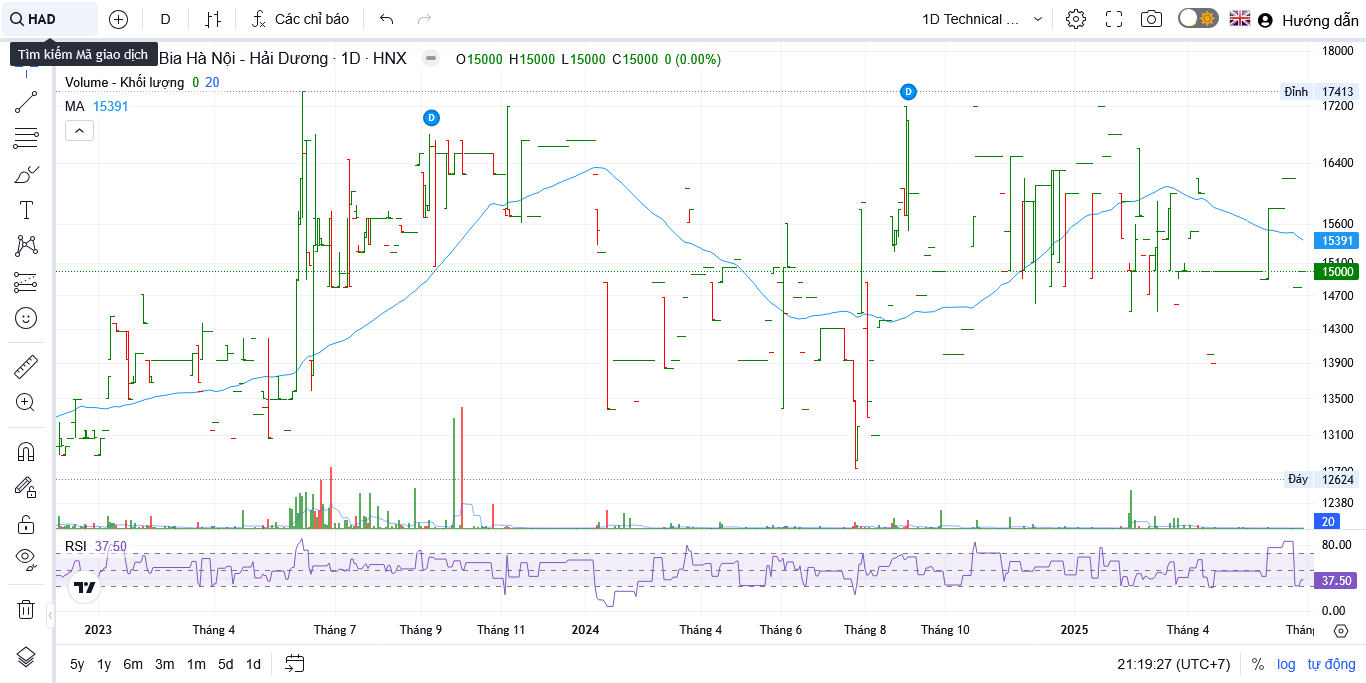 HAD
D
Các chỉ báo
1D Technical ...
Hướng dẫn
Tìm kiếm Mã giao dịch
Bia Hà Nội - Hải Dương · 1D · HNX
O15000 H15000 L15000 C15000 0 (0.00%)
Volume - Khối lượng 0 20
MA 15391
D
D
18000
Đỉnh 17413
17200
16400
15600
15391
15100
15000
14700
14300
13900
13500
13100
12700
Đáy 12624
12380
20
RSI 37.50
80.00
37.50
0.00
2023 Tháng 4 Tháng 7 Tháng 9 Tháng 11 2024 Tháng 4 Tháng 6 Tháng 8 Tháng 10 2025 Tháng 4 Tháng
5y 1y 6m 3m 1m 5d 1d
21:19:27 (UTC+7) % log tự động